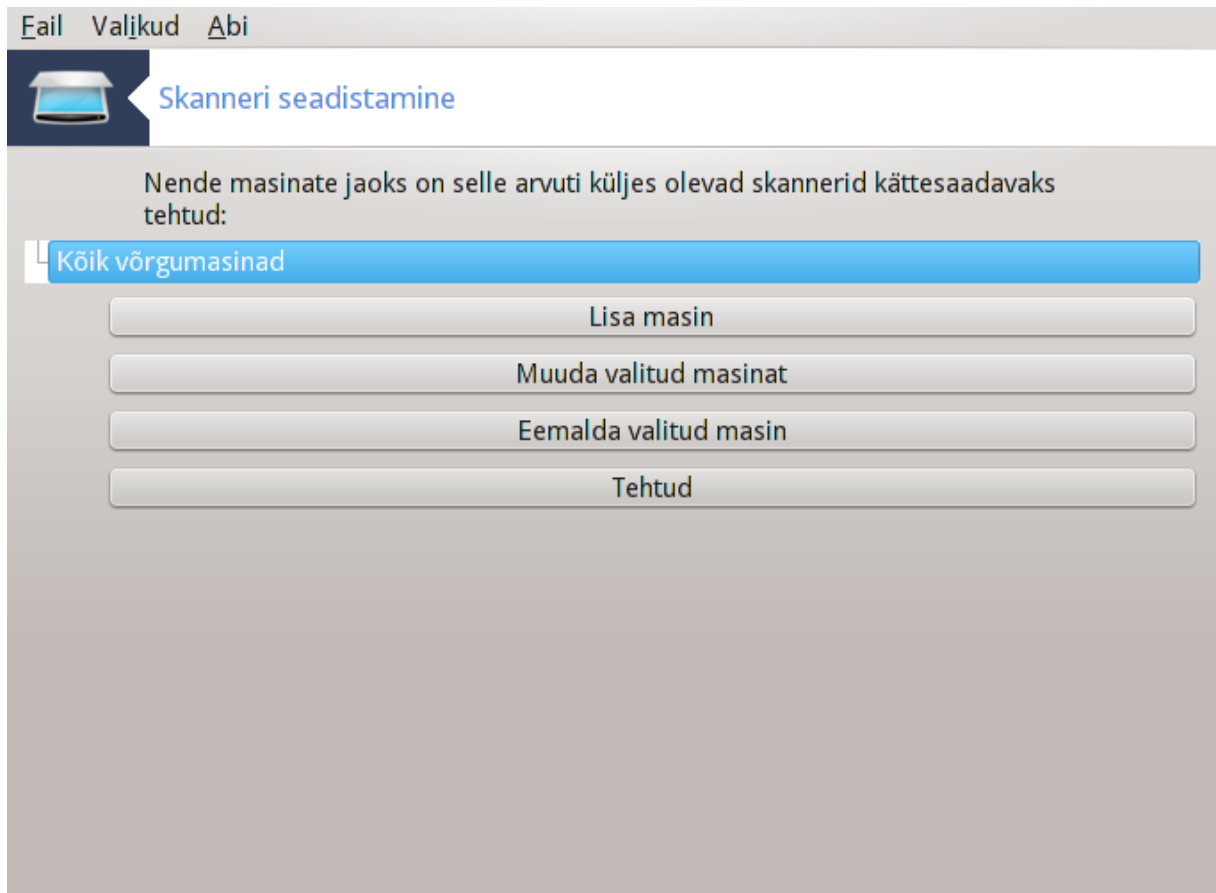 Fail Valikud Abi
Skanneri seadistamine
Nende masinate jaoks on selle arvuti küljes olevad skannerid kättesaadavaks
tehtud:
Kõik võrgumasinad
Lisa masin
Muuda valitud masinat
Eemalda valitud masin
Tehtud